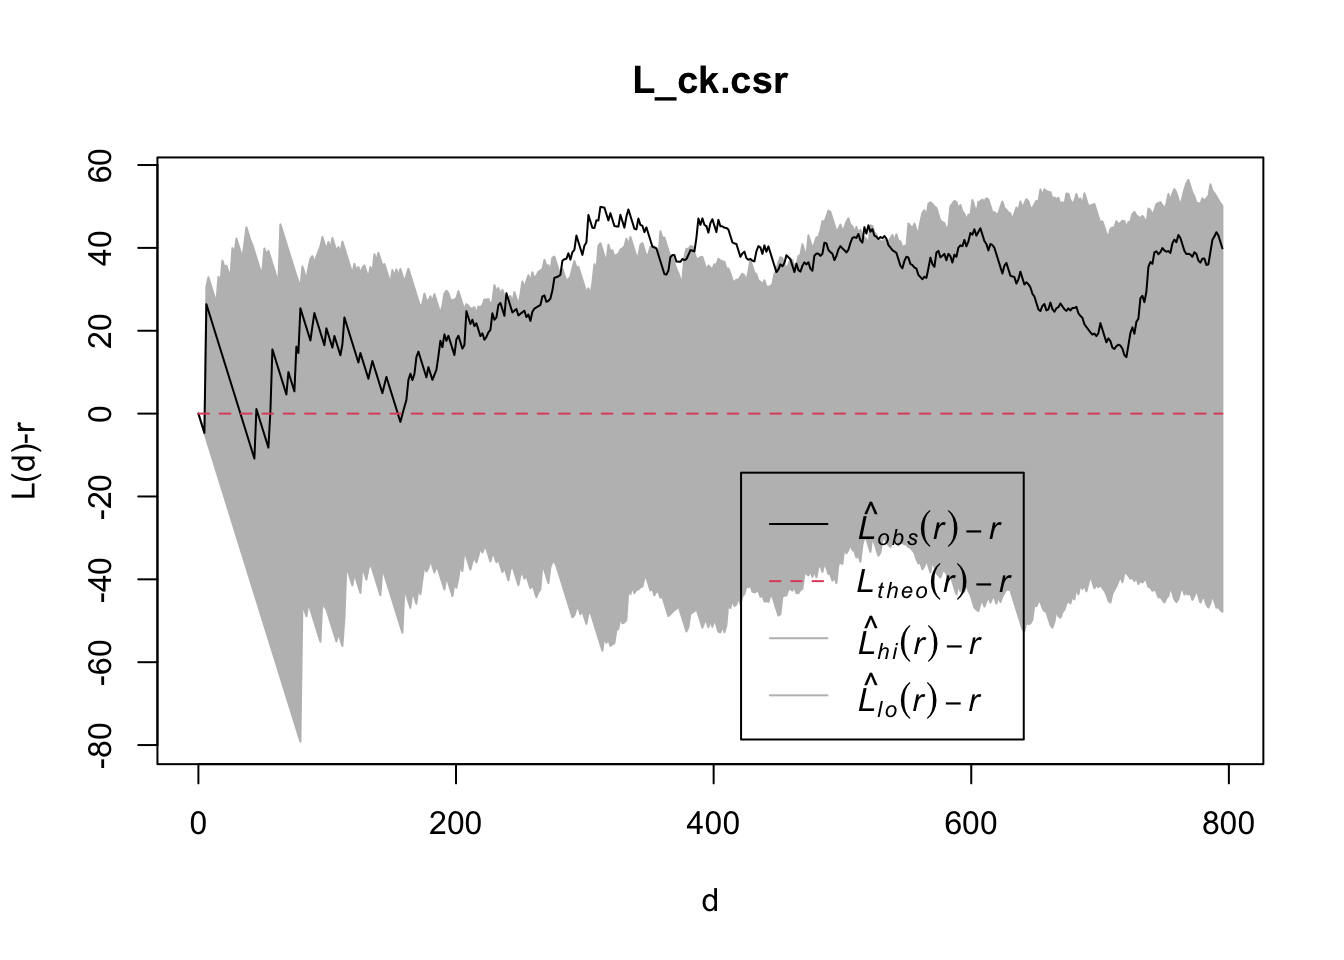 L_ck.csr
L(d)-r
60
40
20
0
-20
-40
-60
-80
L̂obs(r) − r
Ltheo(r) − r
L̂hi(r) − r
L̂lo(r) − r
0 200 400 600 800
d